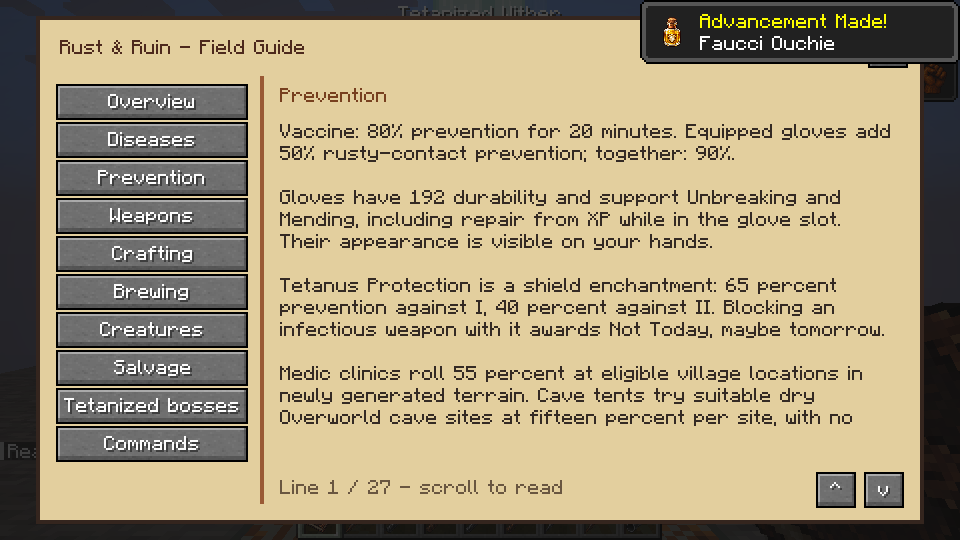 Tetanized Wither
Advancement Made!
Faucci Ouchie
Rust & Ruin - Field Guide
Overview
Diseases
Prevention
Weapons
Crafting
Brewing
Creatures
Salvage
Tetanized bosses
Commands
Prevention
Vaccine: 80% prevention for 20 minutes. Equipped gloves add
50% rusty-contact prevention; together: 90%.
Gloves have 192 durability and support Unbreaking and
Mending, including repair from XP while in the glove slot.
Their appearance is visible on your hands.
Tetanus Protection is a shield enchantment: 65 percent
prevention against I, 40 percent against II. Blocking an
infectious weapon with it awards Not Today, maybe tomorrow.
Medic clinics roll 55 percent at eligible village locations in
newly generated terrain. Cave tents try suitable dry
Overworld cave sites at fifteen percent per site, with no
Line 1 / 27 - scroll to read
^
v